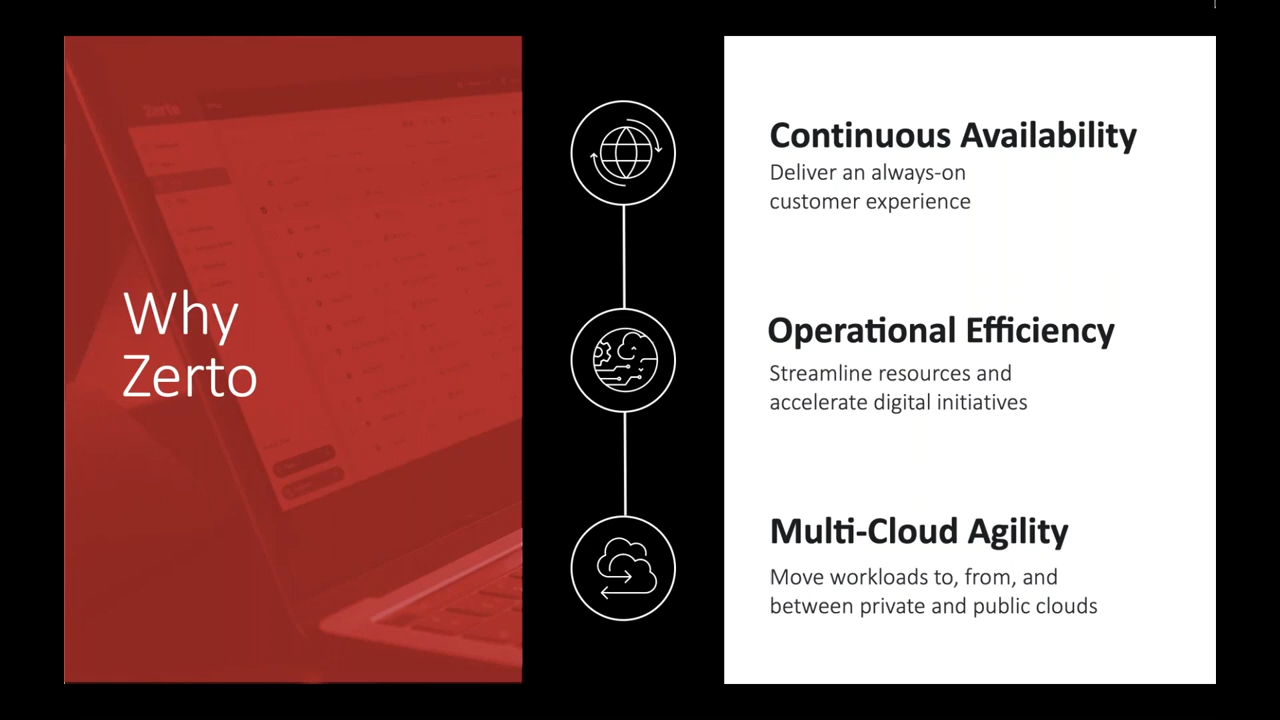 Why
Zerto
Continuous Availability
Deliver an always-on
customer experience
Operational Efficiency
Streamline resources and
accelerate digital initiatives
Multi-Cloud Agility
Move workloads to, from, and
between private and public clouds